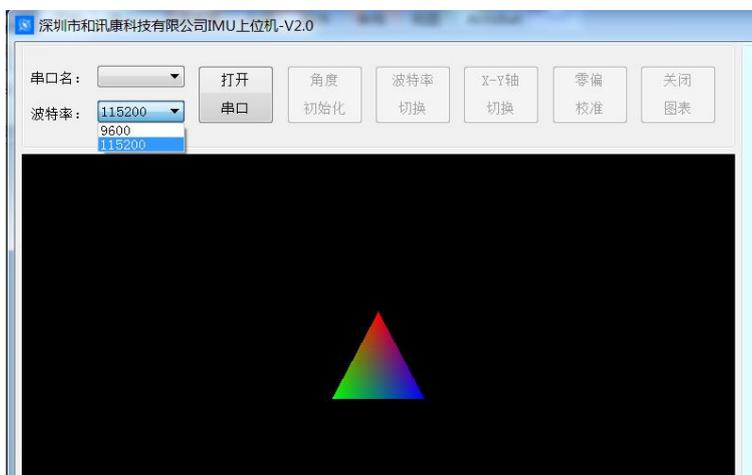 深圳市和讯康科技有限公司IMU上位机-V2.0
串口名：
打开
串口
角度
初始化
波特率
切换
X-Y轴
切换
零偏
校准
关闭
图表
波特率：
115200
9600
115200